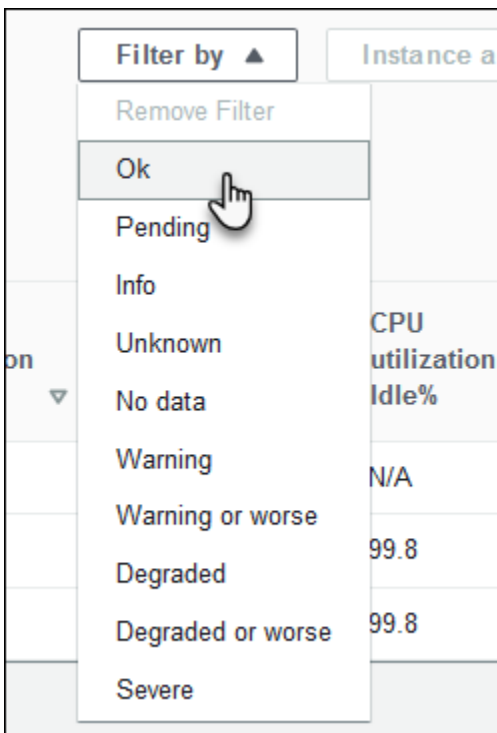 Filter by ▲
Instance a
Remove Filter
Ok
Pending
Info
Unknown
No data
Warning
Warning or worse
Degraded
Degraded or worse
Severe
on
CPU
utilization
Idle%
N/A
99.8
99.8